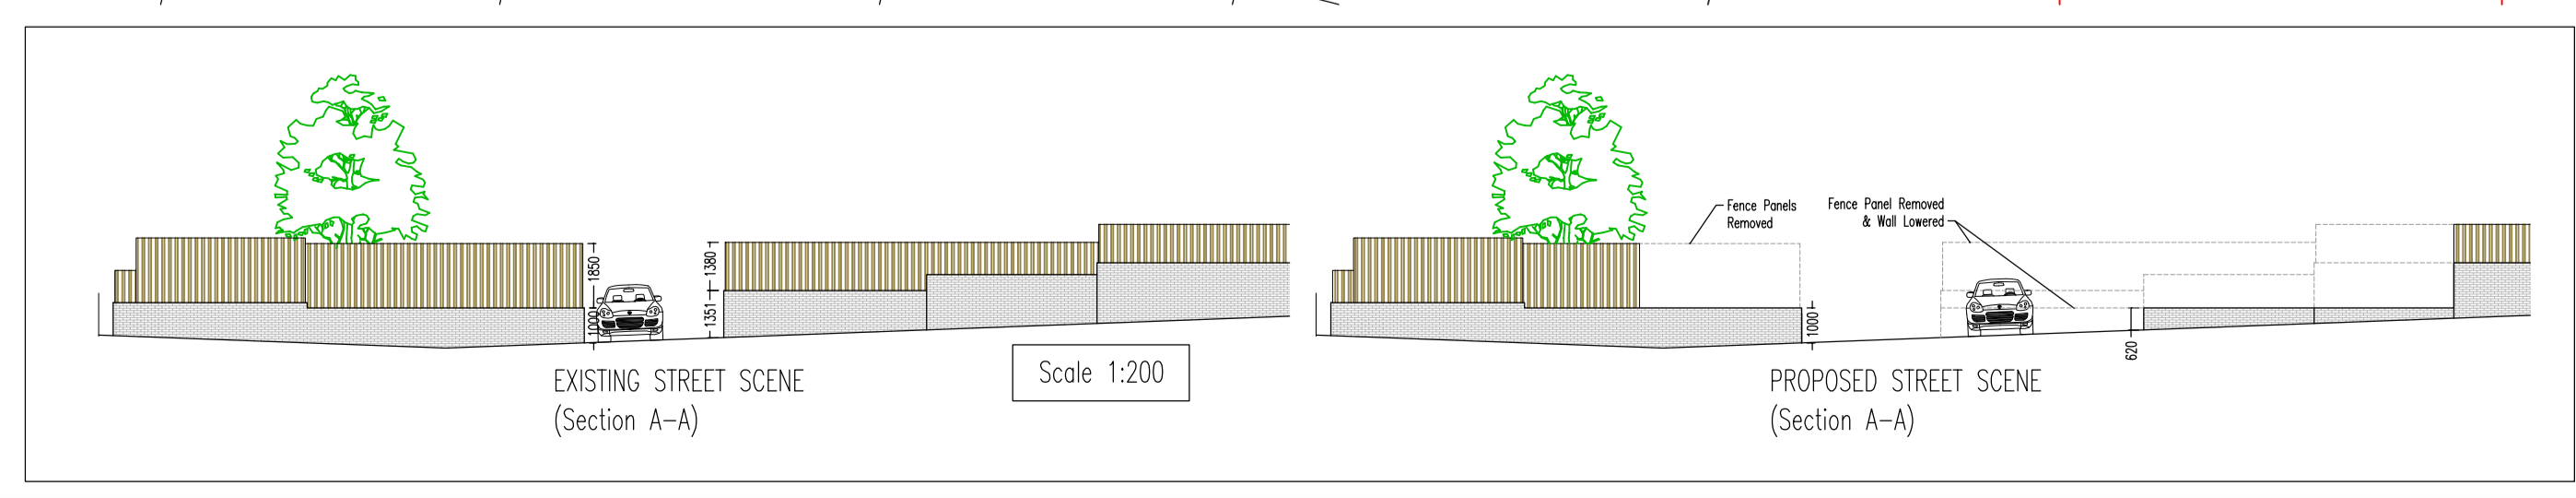 1850
1000
1380
1351
EXISTING STREET SCENE
(Section A-A)
Scale 1:200
Fence Panels
Removed
Fence Panel Removed
& Wall Lowered
1000
620
PROPOSED STREET SCENE
(Section A-A)